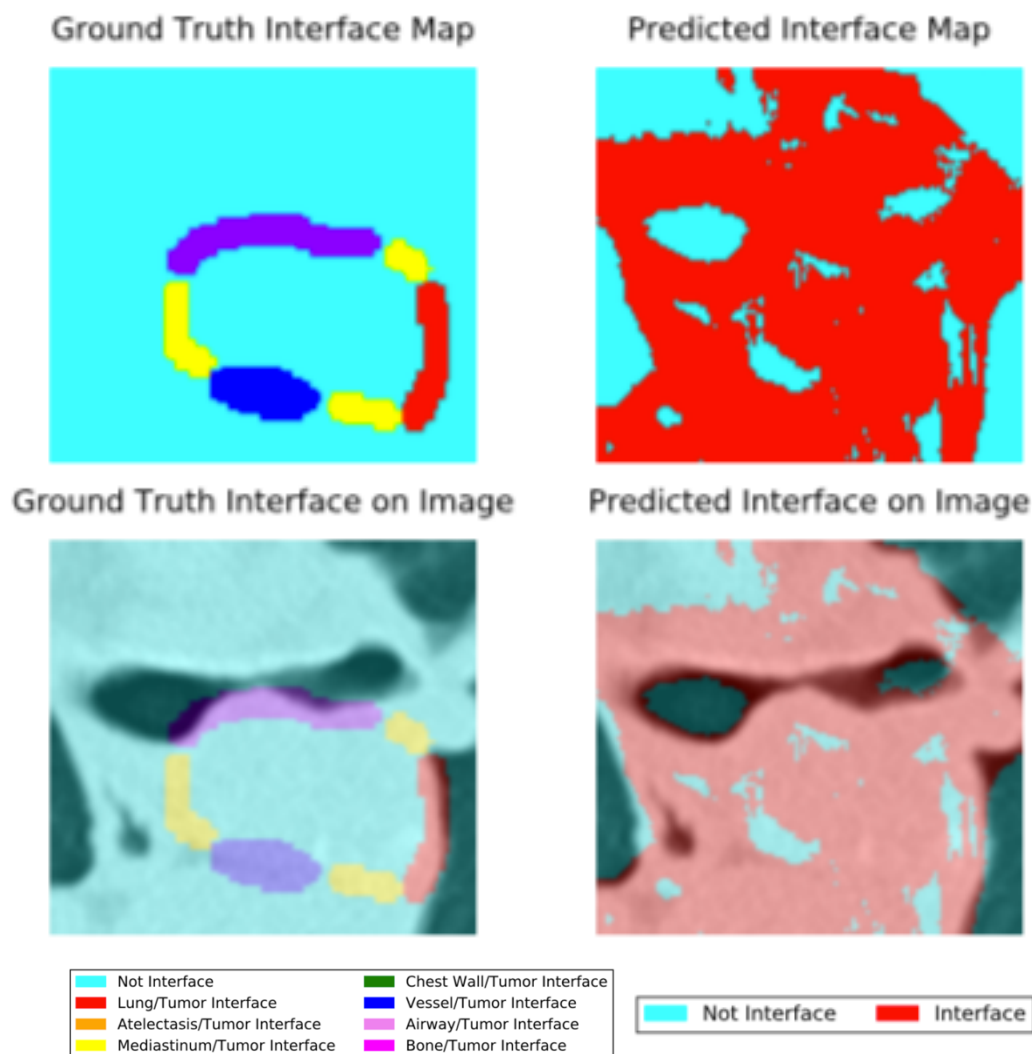 Ground Truth Interface Map
Predicted Interface Map
Ground Truth Interface on Image
Predicted Interface on Image
Not Interface
Lung/Tumor Interface
Atelectasis/Tumor Interface
Mediastinum/Tumor Interface
Chest Wall/Tumor Interface
Vessel/Tumor Interface
Airway/Tumor Interface
Bone/Tumor Interface
Not Interface
Interface